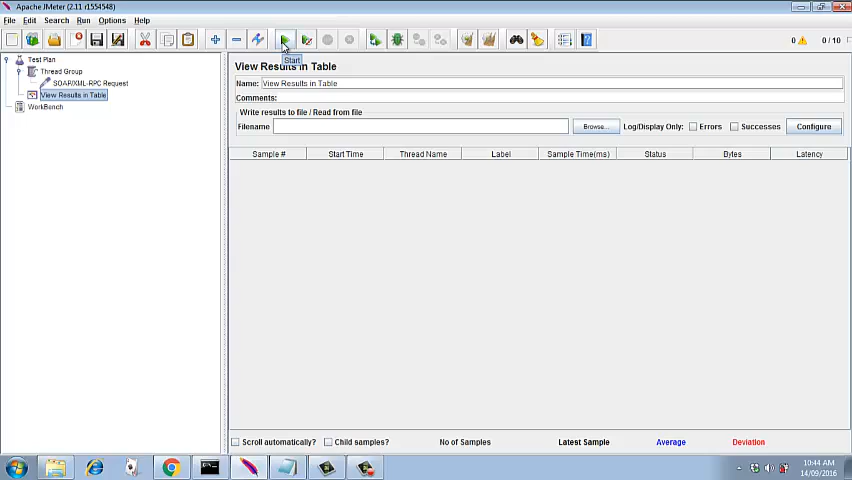 Apache JMeter (2.11 r1554548)
File Edit Search Run Options Help
0 0 / 10
Start
Test Plan
Thread Group
SOAP/XML-RPC Request
View Results in Table
WorkBench
View Results in Table
Name: View Results in Table
Comments:
Write results to file / Read from file
Filename Browse... Log/Display Only: Errors Successes Configure
Sample # Start Time Thread Name Label Sample Time(ms) Status Bytes Latency
Scroll automatically? Child samples? No of Samples Latest Sample Average Deviation
10:44 AM
14/09/2016